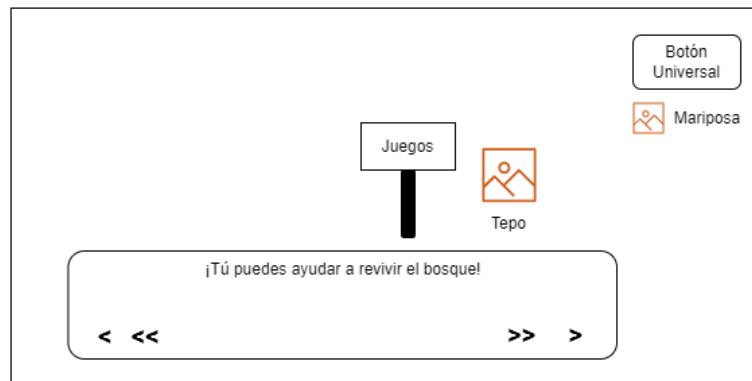 Botón
Universal
Mariposa
Juegos
Tepo
¡Tú puedes ayudar a revivir el bosque!
< << >> >